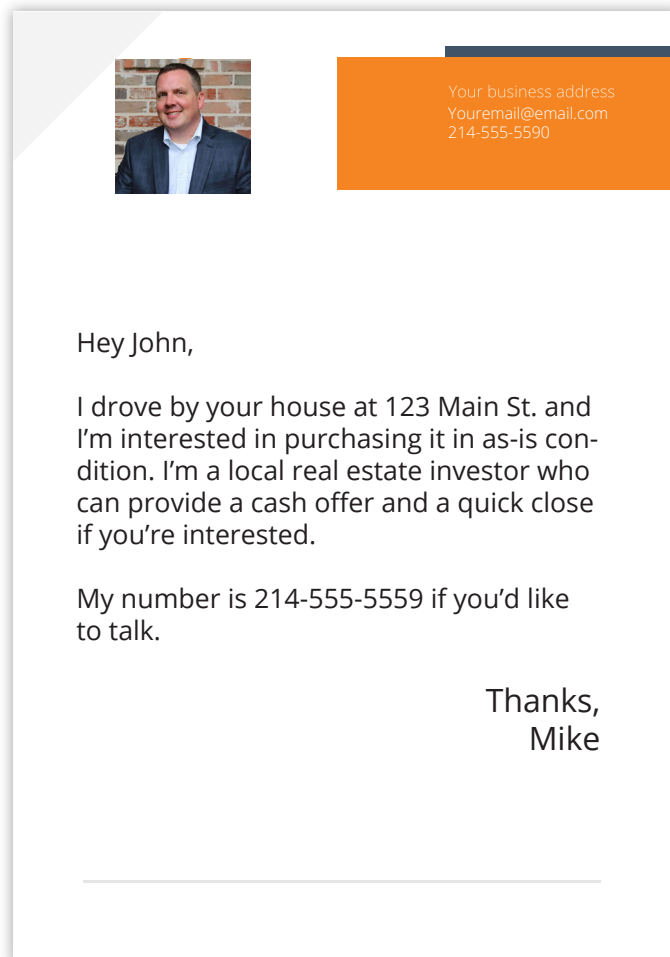 Your business address
Youremail@email.com
214-555-5590
Hey John,
I drove by your house at 123 Main St. and
I’m interested in purchasing it in as-is con-
dition. I’m a local real estate investor who
can provide a cash offer and a quick close
if you’re interested.
My number is 214-555-5559 if you’d like
to talk.
Thanks,
Mike